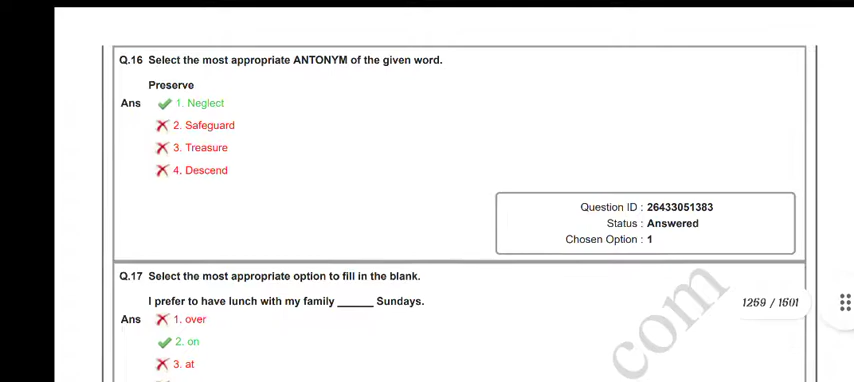 Q.16 Select the most appropriate ANTONYM of the given word.
Preserve
Ans 1. Neglect
2. Safeguard
3. Treasure
4. Descend
Question ID : 26433051383
Status : Answered
Chosen Option : 1
Q.17 Select the most appropriate option to fill in the blank.
I prefer to have lunch with my family ______ Sundays.
1269 / 1501
Ans 1. over
2. on
3. at
com